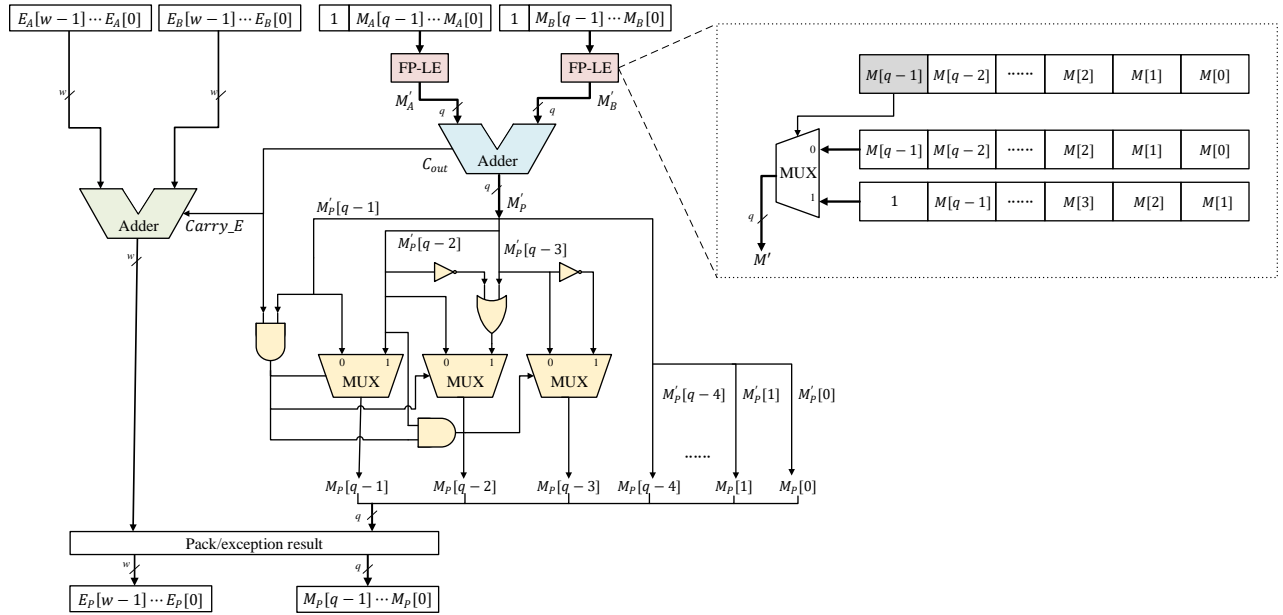 E_A[w − 1] ⋯ E_A[0]
E_B[w − 1] ⋯ E_B[0]
1 M_A[q − 1] ⋯ M_A[0]
1 M_B[q − 1] ⋯ M_B[0]
FP-LE
FP-LE
w
w
M'_A
q
M'_B
q
Adder
C_out
q
M'_P
Adder
Carry_E
w
M'_P[q − 1]
M'_P[q − 2]
M'_P[q − 3]
0 1
MUX
0 1
MUX
0 1
MUX
M'_P[q − 4]
M'_P[1]
M'_P[0]
......
M_P[q − 1]
M_P[q − 2]
M_P[q − 3]
M_P[q − 4]
M_P[1]
M_P[0]
q
Pack/exception result
w
q
E_P[w − 1] ⋯ E_P[0]
M_P[q − 1] ⋯ M_P[0]
M[q − 1] M[q − 2] ...... M[2] M[1] M[0]
0
MUX
1
M[q − 1] M[q − 2] ...... M[2] M[1] M[0]
1 M[q − 1] ...... M[3] M[2] M[1]
q
M'